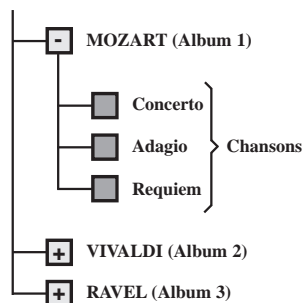 - MOZART (Album 1)
Concerto
Adagio
Chansons
Requiem
+ VIVALDI (Album 2)
+ RAVEL (Album 3)